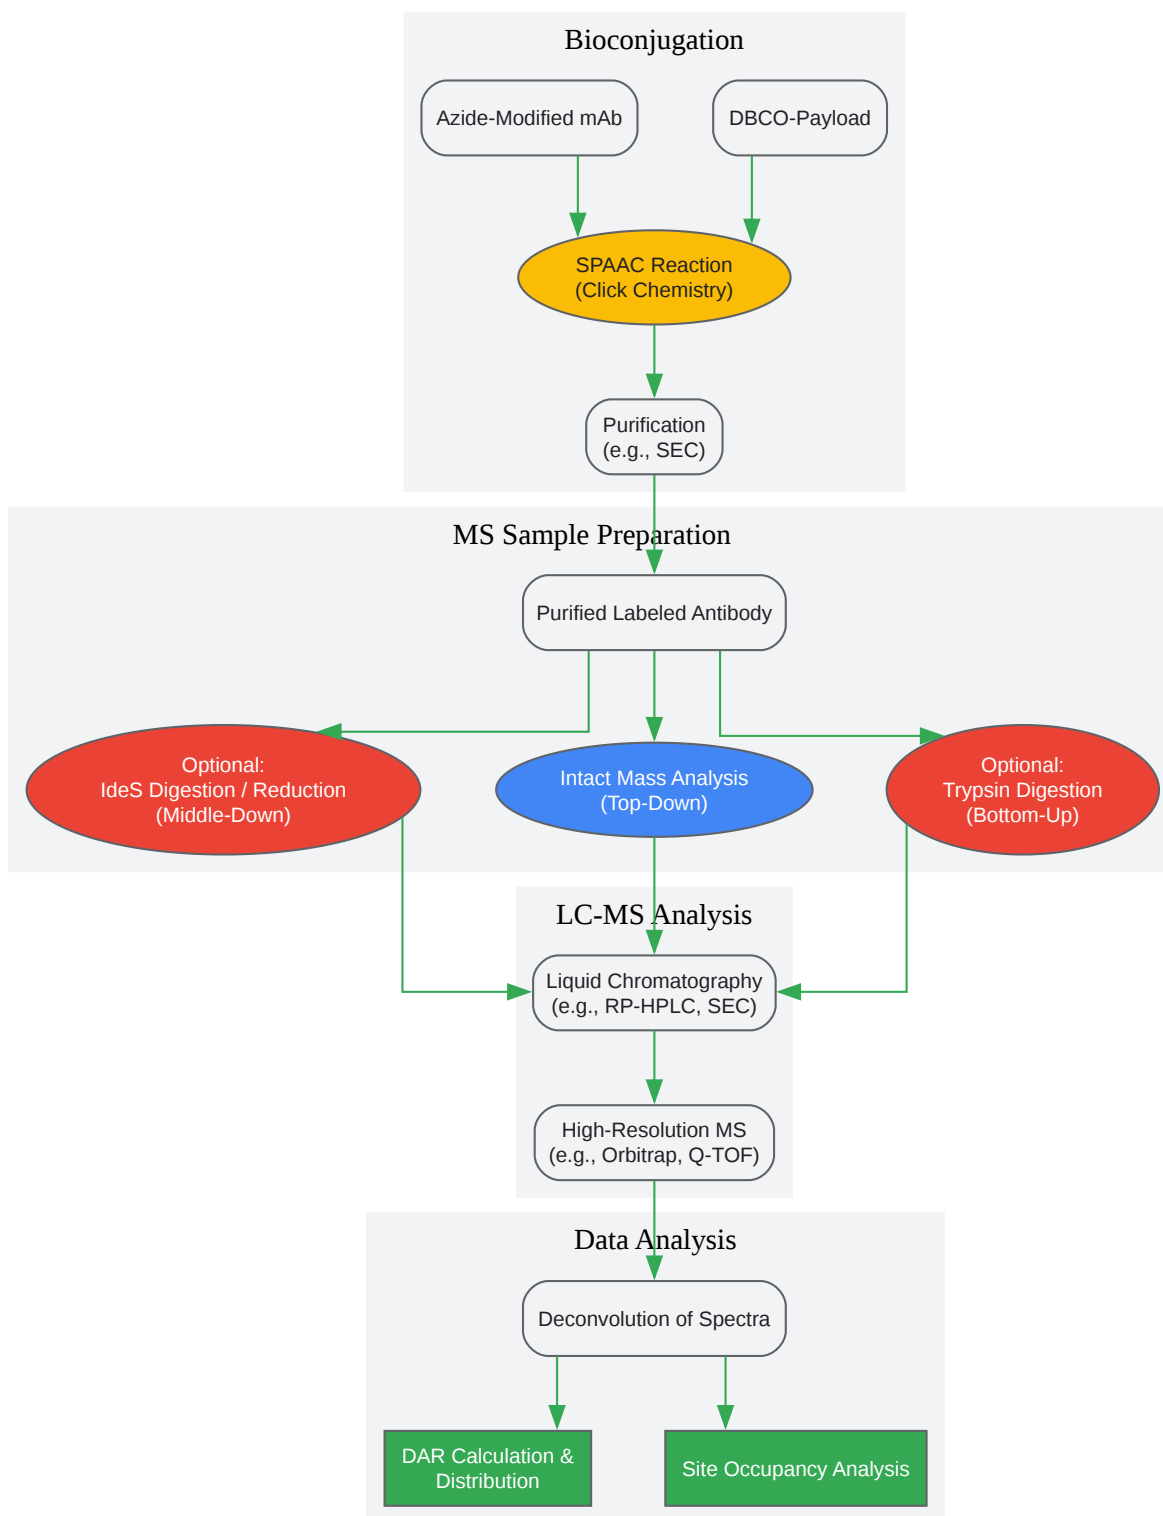 Bioconjugation
Azide-Modified mAb
DBCO-Payload
SPAAC Reaction
(Click Chemistry)
Purification
(e.g., SEC)
MS Sample Preparation
Purified Labeled Antibody
Optional:
IdeS Digestion / Reduction
(Middle-Down)
Intact Mass Analysis
(Top-Down)
Optional:
Trypsin Digestion
(Bottom-Up)
LC-MS Analysis
Liquid Chromatography
(e.g., RP-HPLC, SEC)
High-Resolution MS
(e.g., Orbitrap, Q-TOF)
Data Analysis
Deconvolution of Spectra
DAR Calculation &
Distribution
Site Occupancy Analysis